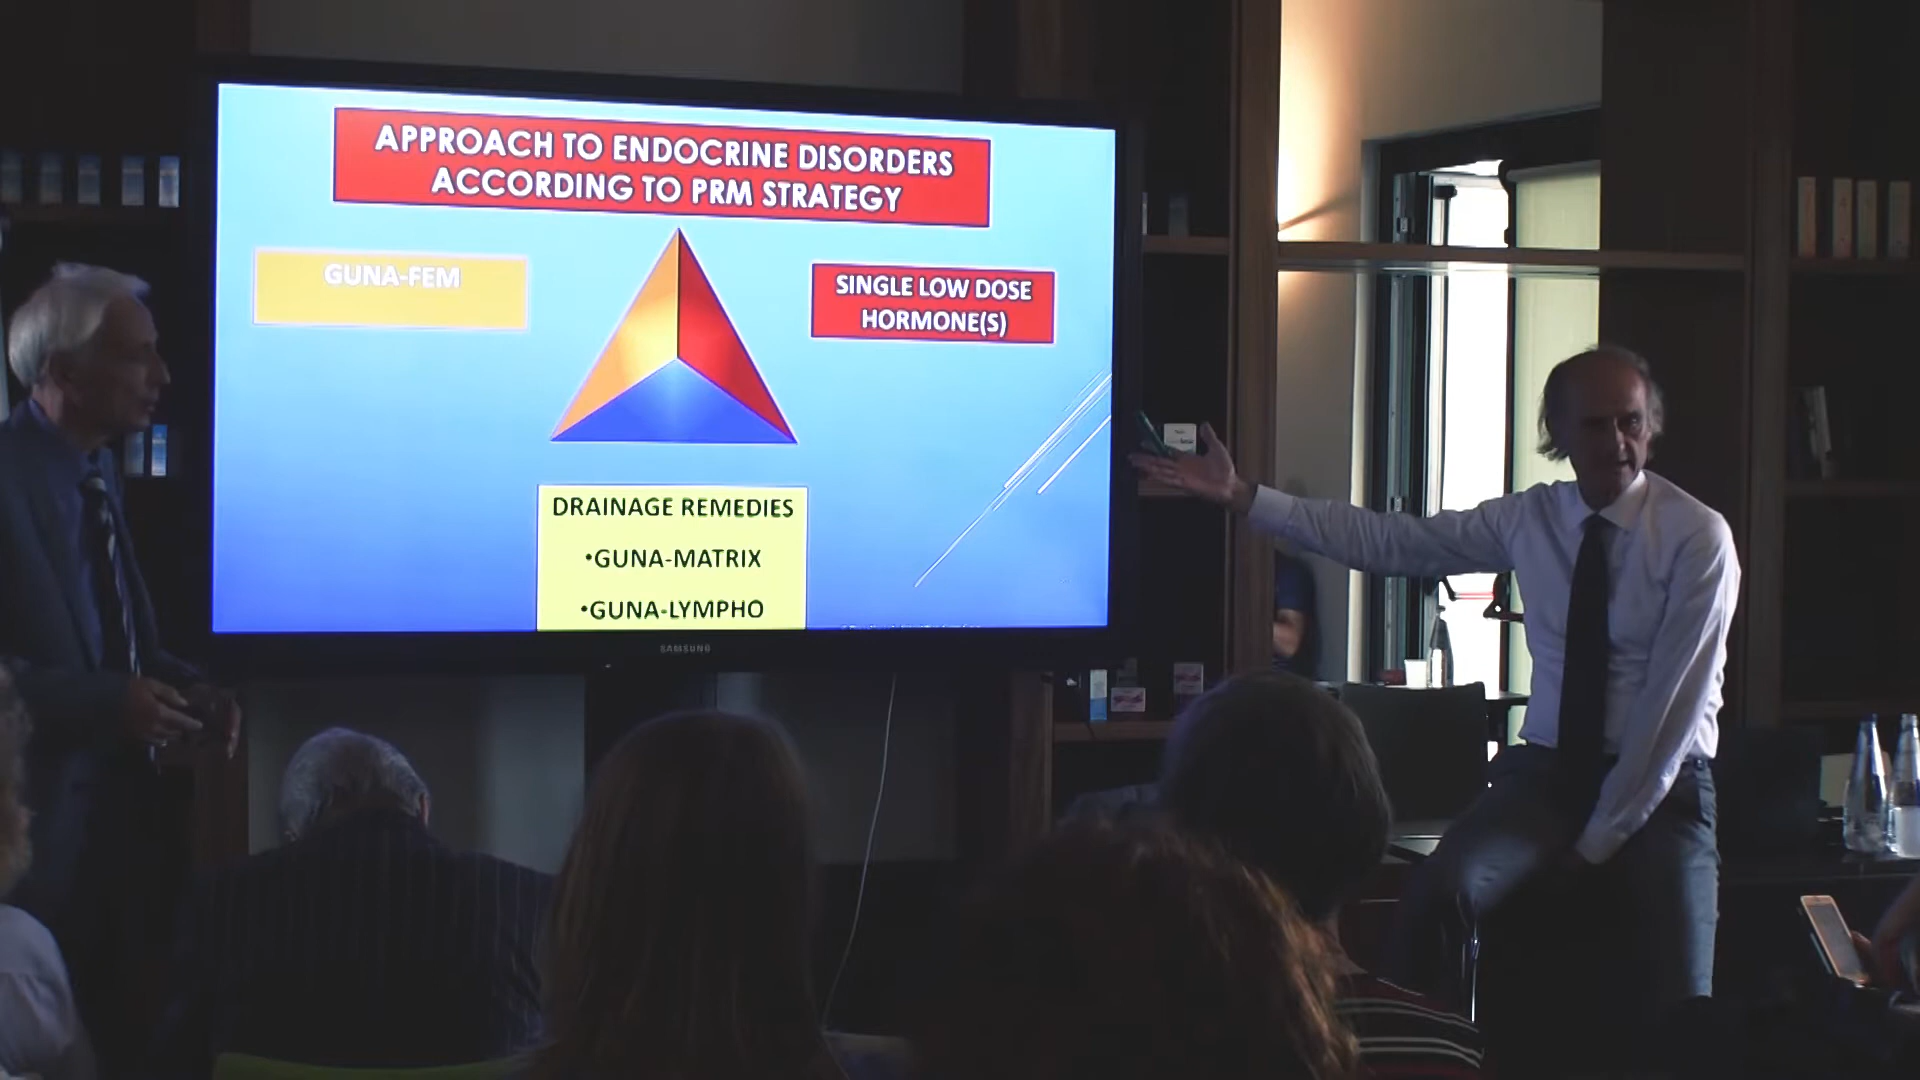 APPROACH TO ENDOCRINE DISORDERS
ACCORDING TO PRM STRATEGY
GUNA-FEM
SINGLE LOW DOSE
HORMONE(S)
DRAINAGE REMEDIES
•GUNA-MATRIX
•GUNA-LYMPHO
SAMSUNG